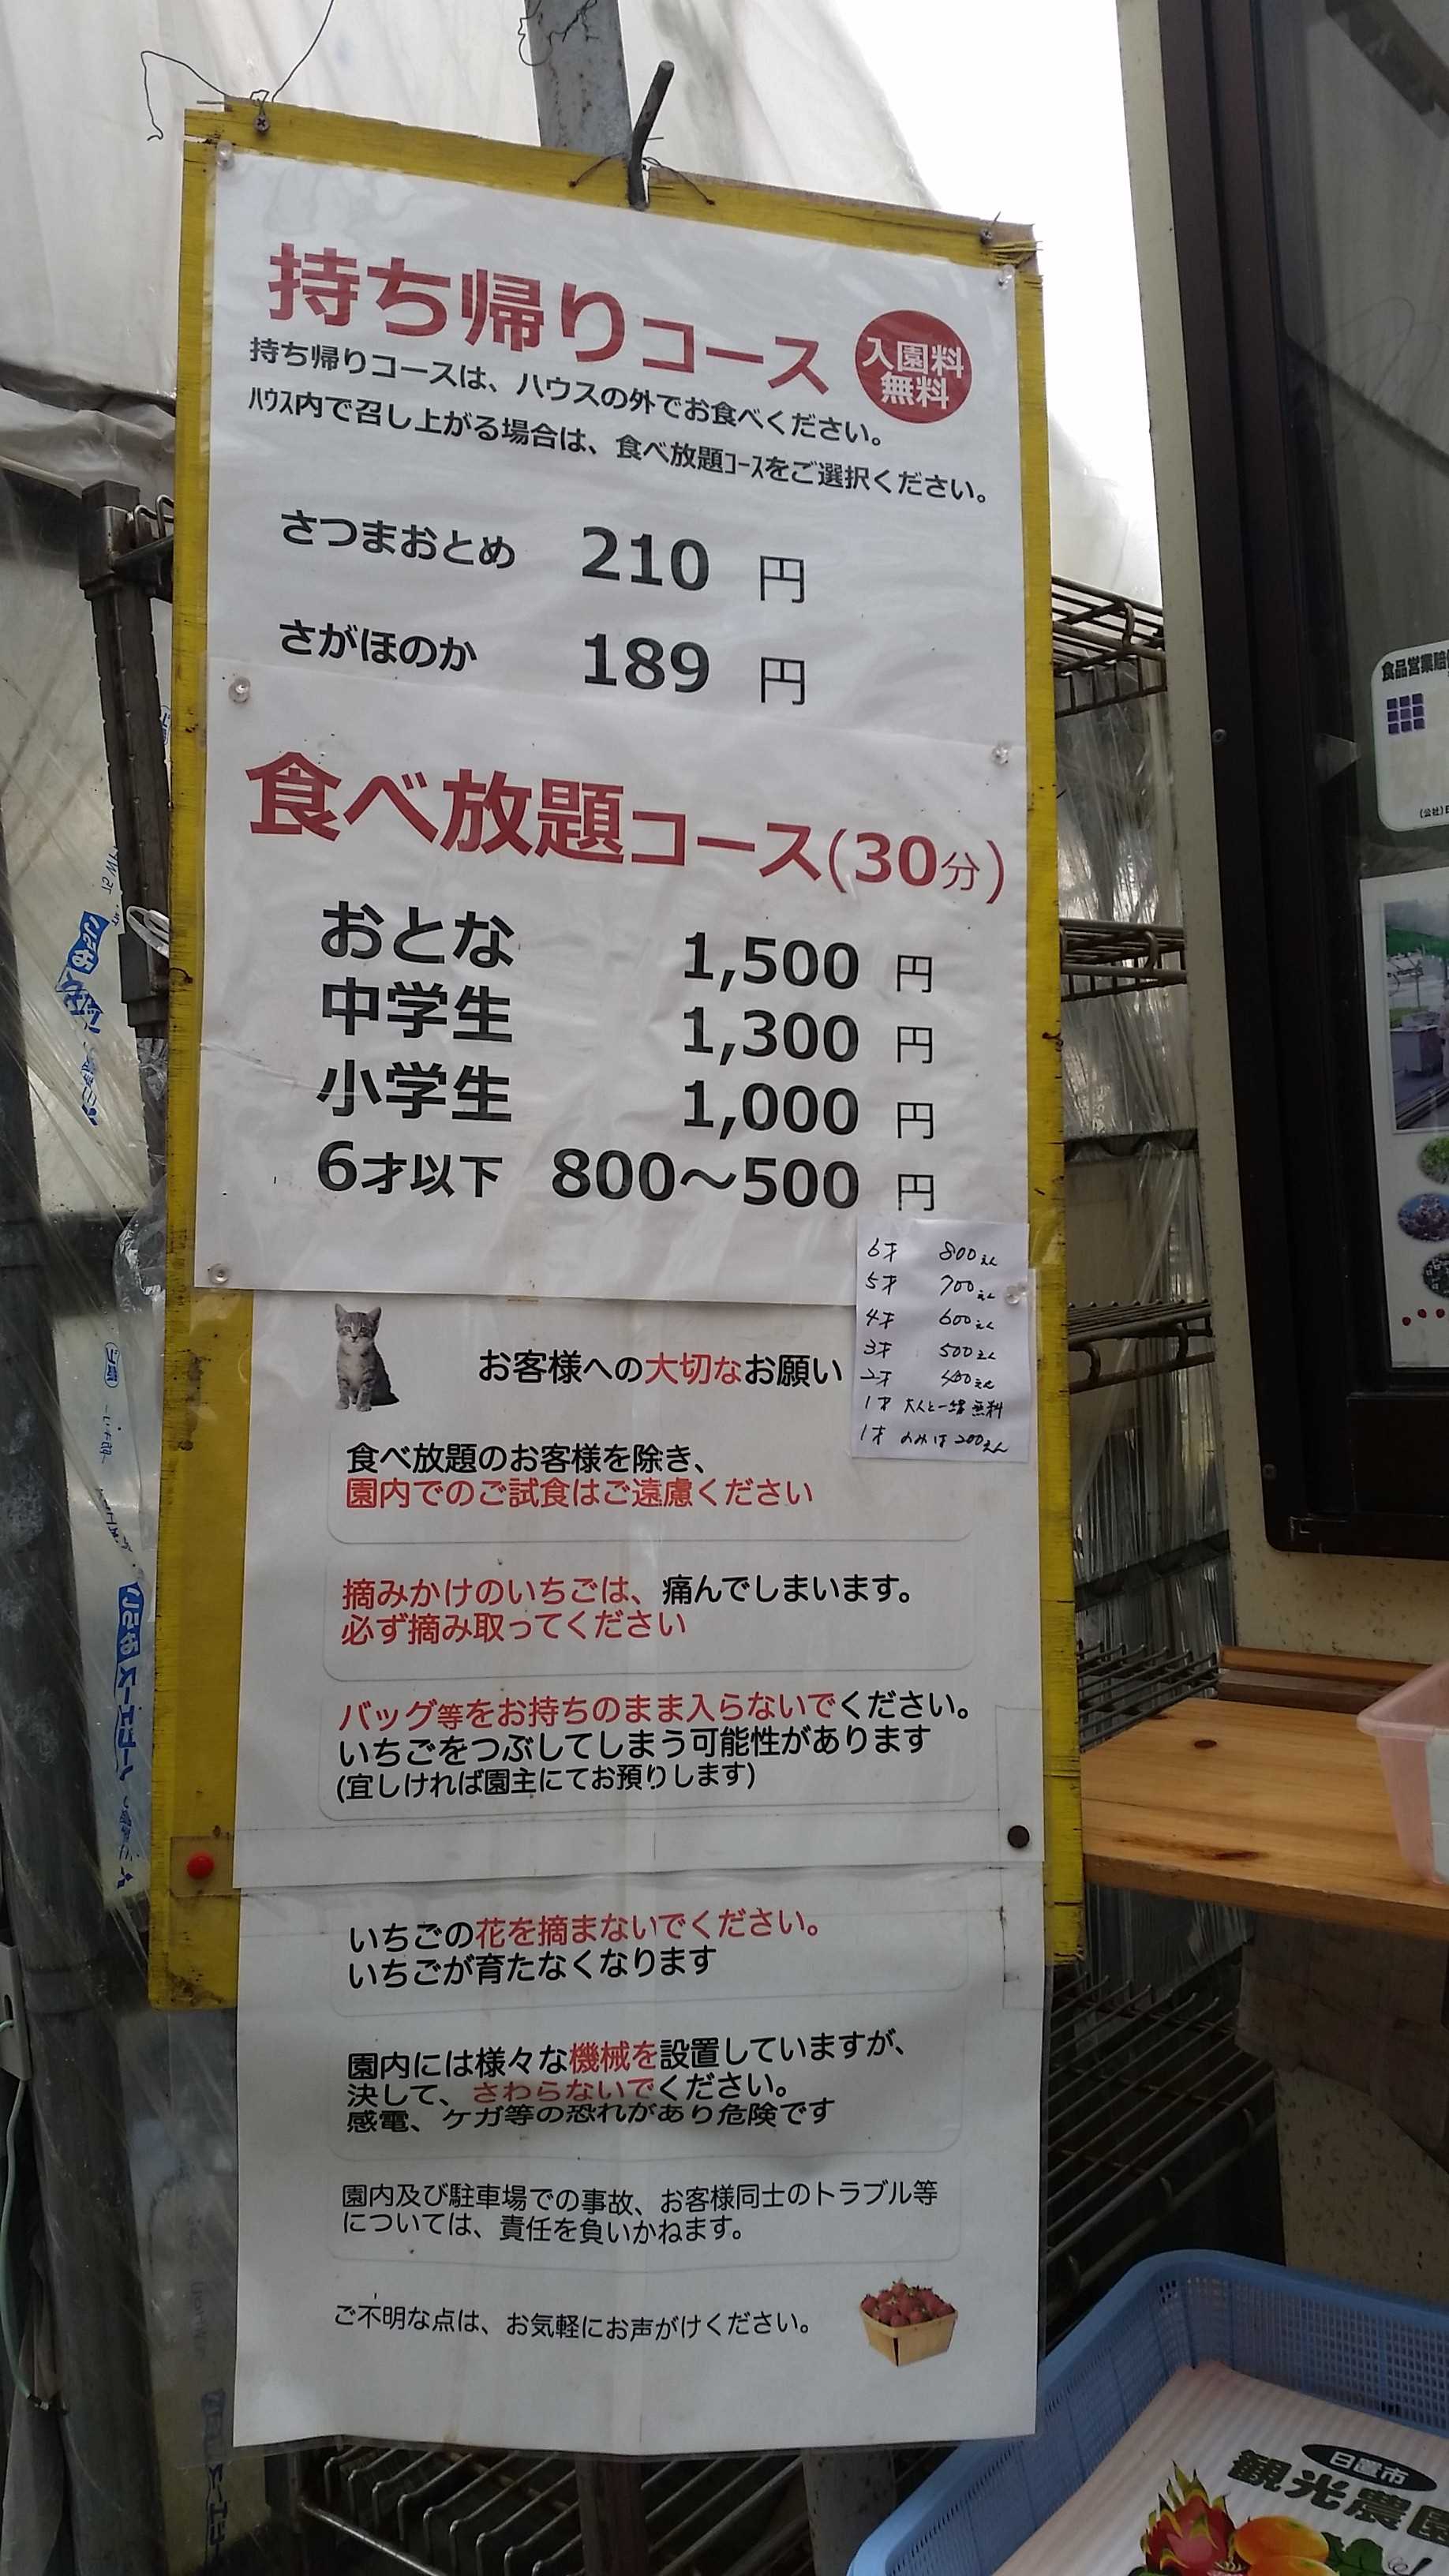 持ち帰りコース
入園料
無料
持ち帰りコースは、ハウスの外でお食べください。
ハウス内で召し上がる場合は、食べ放題コースをご選択ください。
さつまおとめ 210 円
さがほのか 189 円
食べ放題コース(30分)
おとな 1,500 円
中学生 1,300 円
小学生 1,000 円
6才以下 800～500 円
6才 800えん
5才 700えん
4才 600えん
3才 500えん
2才 400えん
1才 大人と一緒 無料
1才 のみは 200えん
お客様への大切なお願い
食べ放題のお客様を除き、
園内でのご試食はご遠慮ください
摘みかけのいちごは、痛んでしまいます。
必ず摘み取ってください
バッグ等をお持ちのまま入らないでください。
いちごをつぶしてしまう可能性があります
(宜しければ園主にてお預りします)
いちごの花を摘まないでください。
いちごが育たなくなります
園内には様々な機械を設置していますが、
決して、さわらないでください。
感電、ケガ等の恐れがあり危険です
園内及び駐車場での事故、お客様同士のトラブル等
については、責任を負いかねます。
ご不明な点は、お気軽にお声がけください。
食品営業賠
(公社)
日置市
観光農園